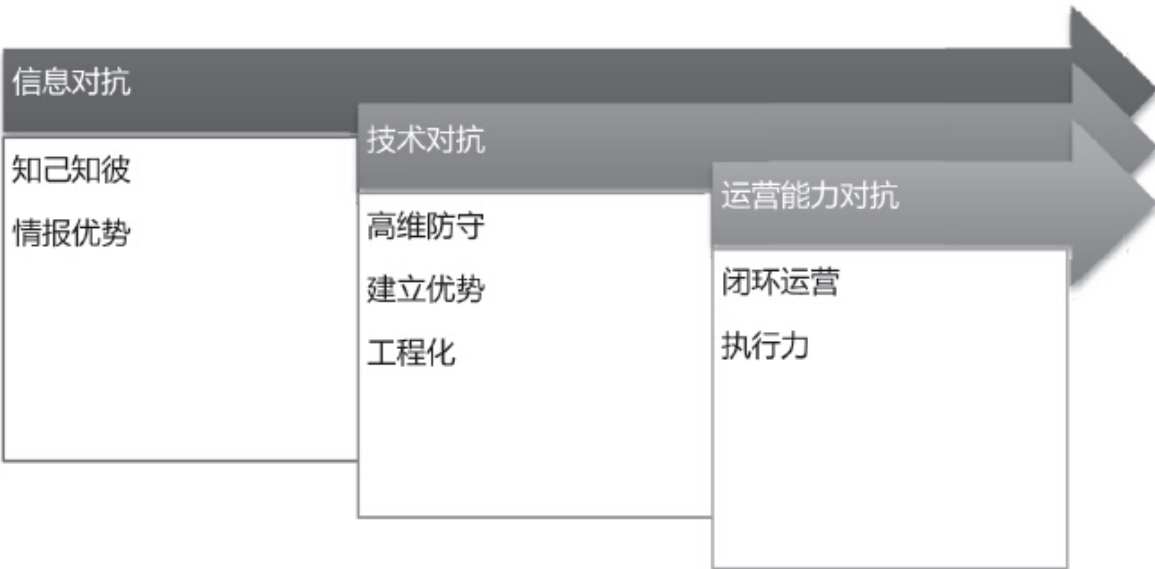 信息对抗
知己知彼
情报优势
技术对抗
高维防守
建立优势
工程化
运营能力对抗
闭环运营
执行力